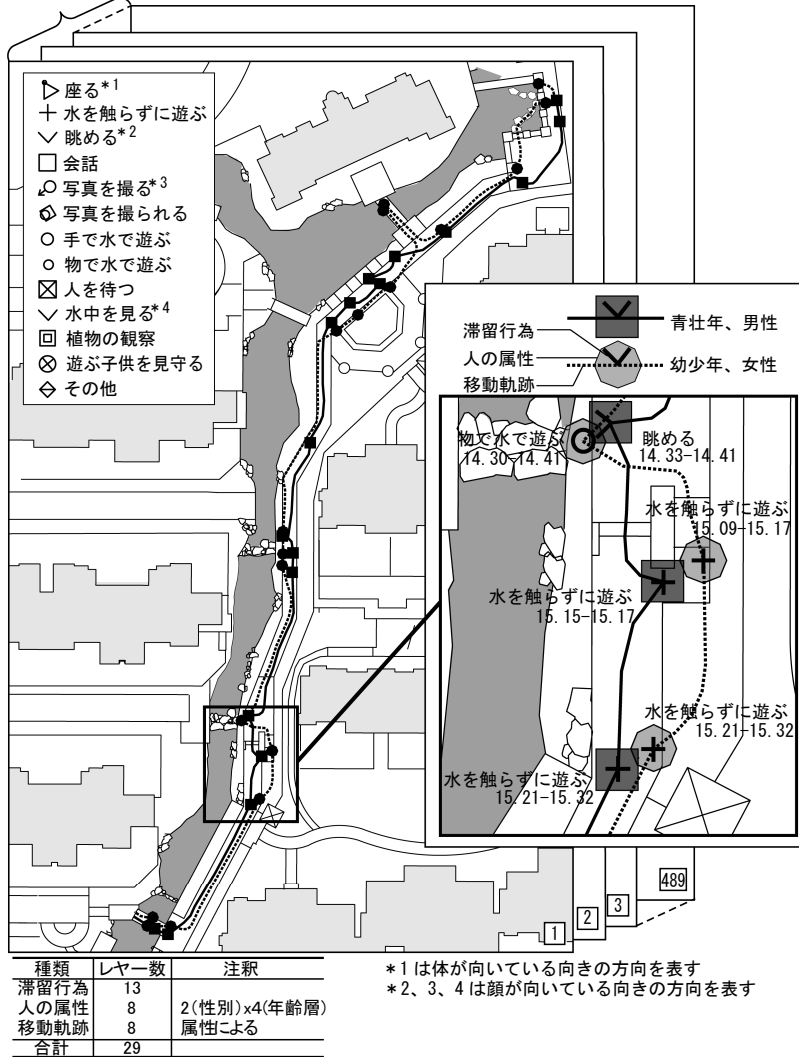 座る*1
水を触らずに遊ぶ
眺める*2
会話
写真を撮る*3
写真を撮られる
手で水で遊ぶ
物で水で遊ぶ
人を待つ
水中を見る*4
植物の観察
遊ぶ子供を見守る
その他
滞留行為
人の属性
移動軌跡
青壮年、男性
幼少年、女性
物で水で遊ぶ
14.30-14.41
眺める
14.33-14.41
水を触らずに遊ぶ
15.09-15.17
水を触らずに遊ぶ
15.15-15.17
水を触らずに遊ぶ
15.21-15.32
水を触らずに遊ぶ
15.21-15.32
1
2
3
489
種類 レヤー数 注釈
滞留行為 13
人の属性 8 2(性別)x4(年齢層)
移動軌跡 8 属性による
合計 29
*1は体が向いている向きの方向を表す
*2、3、4は顔が向いている向きの方向を表す